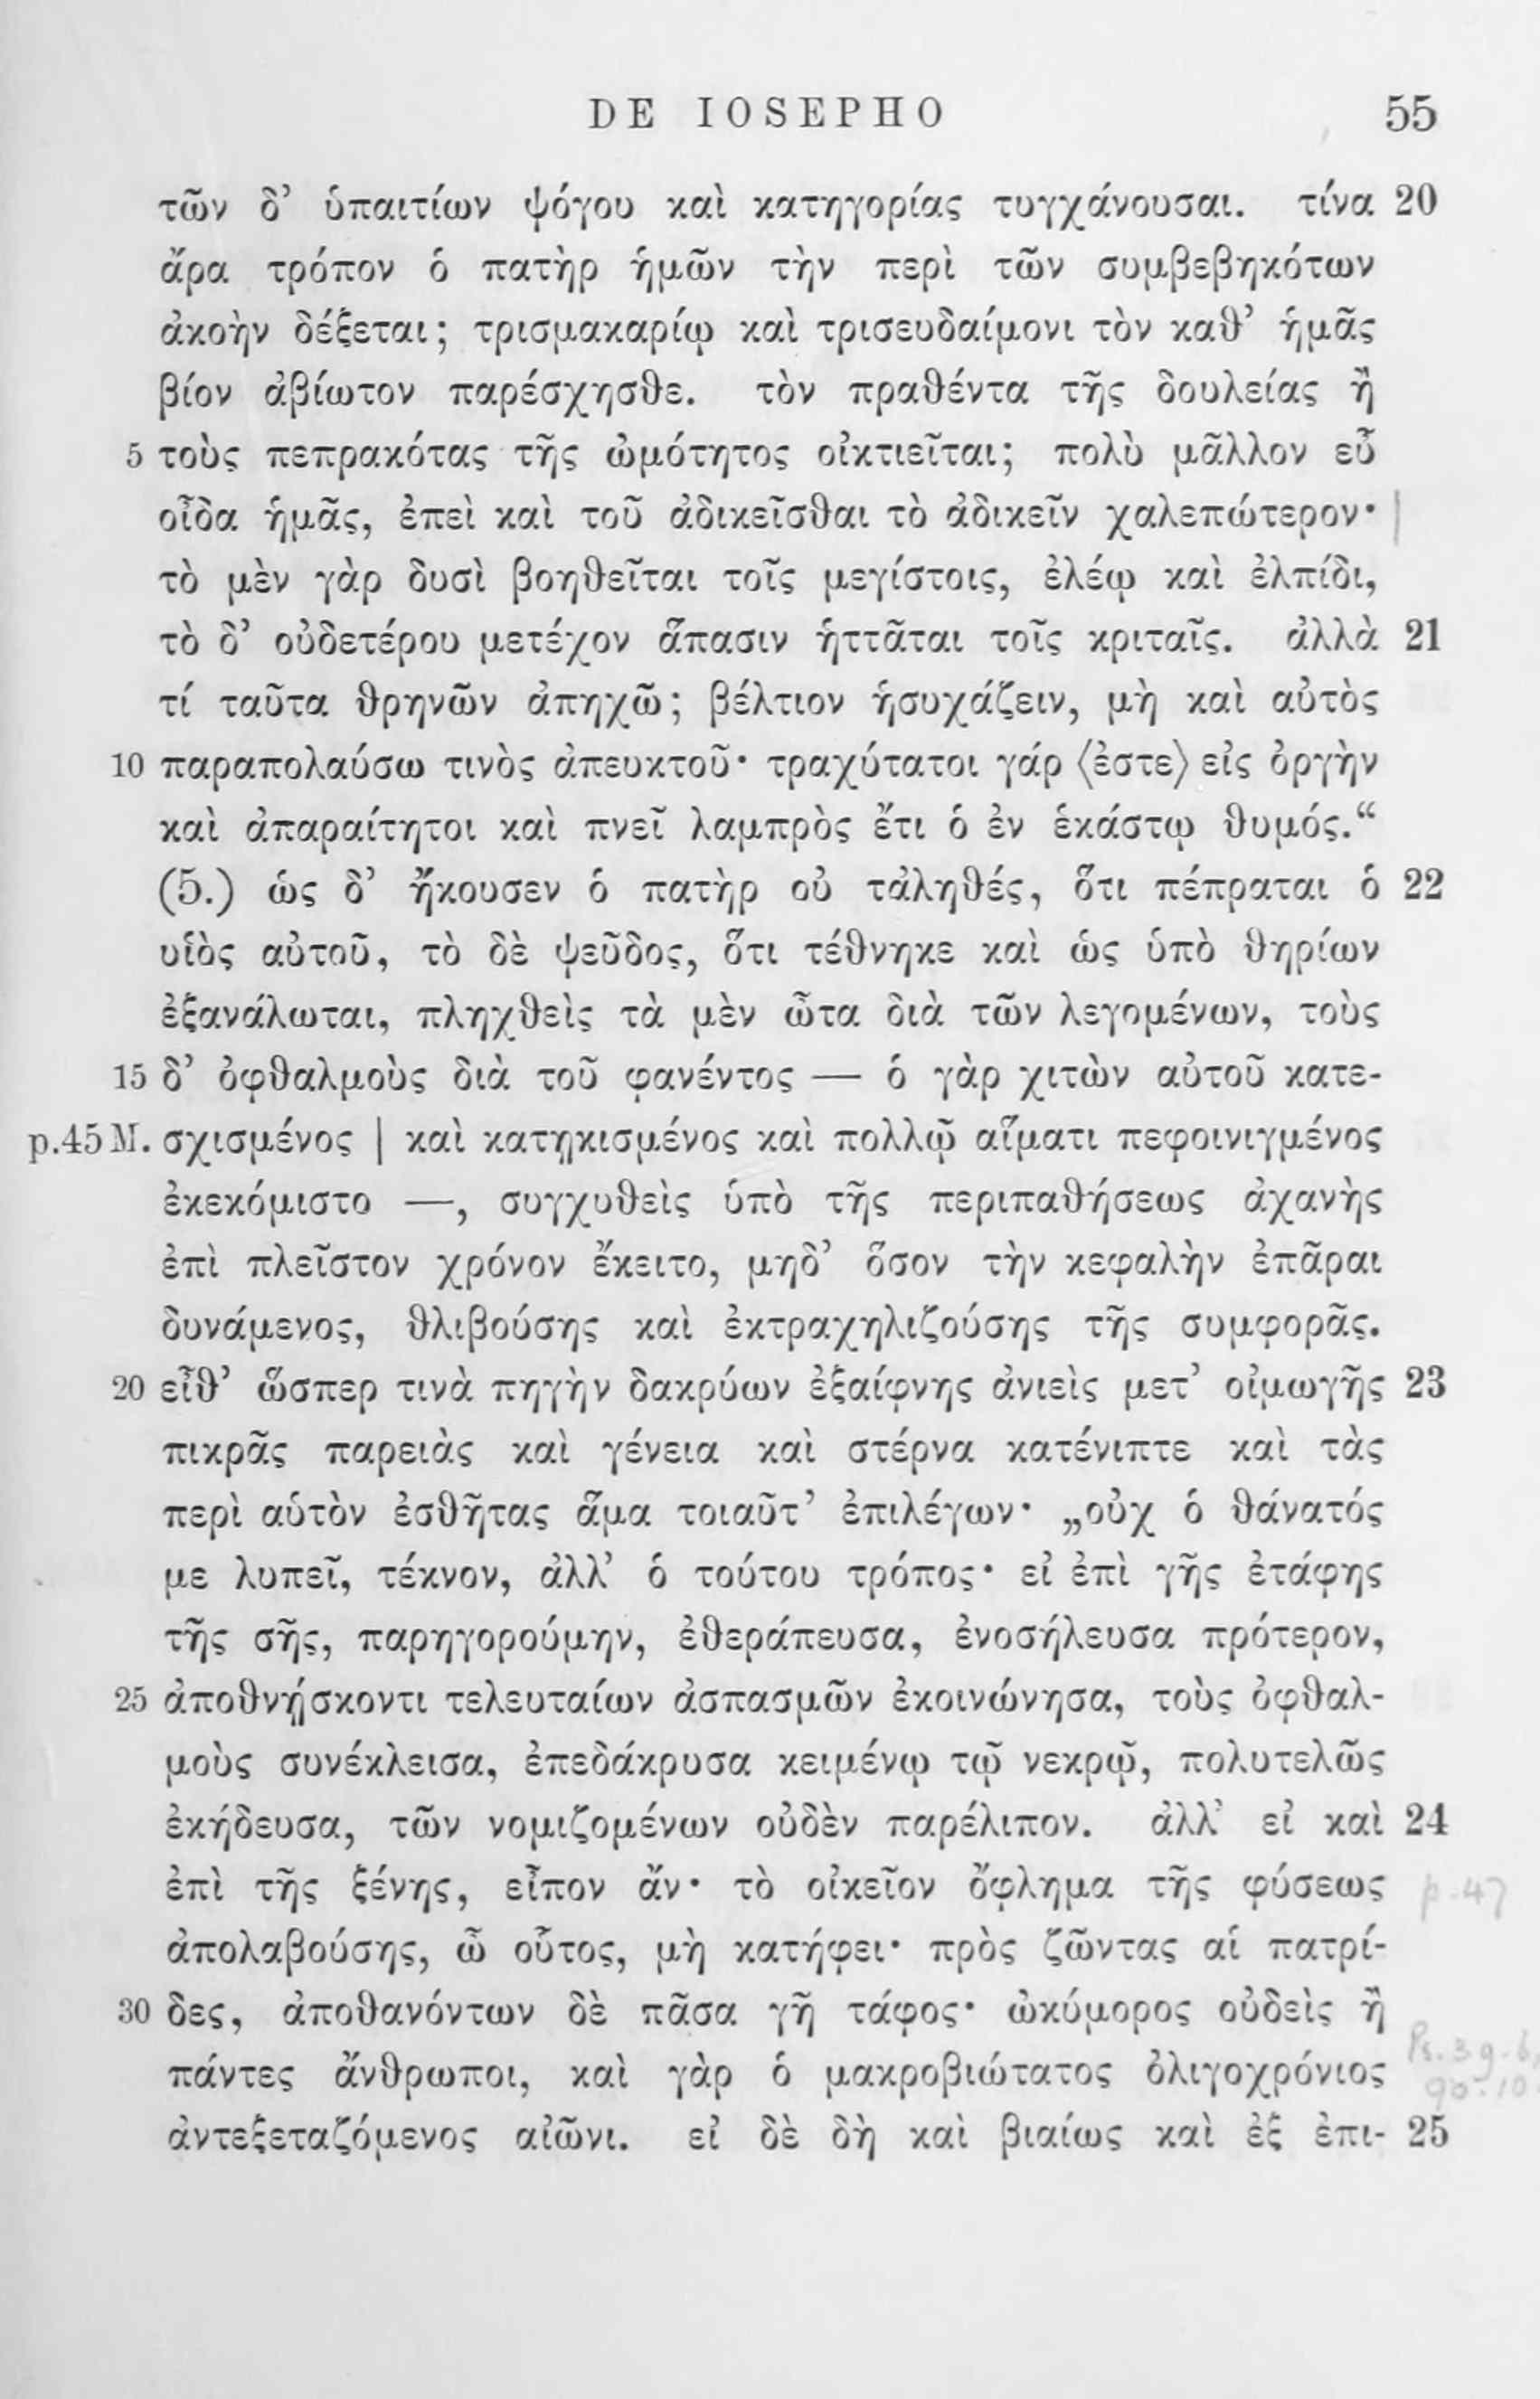 DE IOSEPHO 55
τῶν δ’ ὑπαιτίων ψόγου καὶ κατηγορίας τυγχάνουσαι. τίνα 20
ἄρα τρόπον ὁ πατὴρ ἡμῶν τὴν περὶ τῶν συμβεβηκότων
ἀκοὴν δέξεται; τρισμακαρίῳ καὶ τρισευδαίμονι τὸν καθ’ ἡμᾶς
βίον ἀβίωτον παρέσχησθε. τὸν πραθέντα τῆς δουλείας ἢ
5 τοὺς πεπρακότας τῆς ὠμότητος οἰκτιεῖται; πολὺ μᾶλλον εὖ
οἶδα ἡμᾶς, ἐπεὶ καὶ τοῦ ἀδικεῖσθαι τὸ ἀδικεῖν χαλεπώτερον· |
τὸ μὲν γὰρ δυσὶ βοηθεῖται τοῖς μεγίστοις, ἐλέῳ καὶ ἐλπίδι,
τὸ δ’ οὐδετέρου μετέχον ἅπασιν ἡττᾶται τοῖς κριταῖς. ἀλλὰ 21
τί ταῦτα θρηνῶν ἀπηχῶ; βέλτιον ἡσυχάζειν, μὴ καὶ αὐτὸς
10 παραπολαύσω τινὸς ἀπευκτοῦ· τραχύτατοι γάρ ⟨ἐστε⟩ εἰς ὀργὴν
καὶ ἀπαραίτητοι καὶ πνεῖ λαμπρὸς ἔτι ὁ ἐν ἑκάστῳ θυμός.“
(5.) ὡς δ’ ἤκουσεν ὁ πατὴρ οὐ τἀληθές, ὅτι πέπραται ὁ 22
υἱὸς αὐτοῦ, τὸ δὲ ψεῦδος, ὅτι τέθνηκε καὶ ὡς ὑπὸ θηρίων
ἐξανάλωται, πληχθεὶς τὰ μὲν ὦτα διὰ τῶν λεγομένων, τοὺς
15 δ’ ὀφθαλμοὺς διὰ τοῦ φανέντος — ὁ γὰρ χιτὼν αὐτοῦ κατε-
p.45 M. σχισμένος | καὶ κατῃκισμένος καὶ πολλῷ αἵματι πεφοινιγμένος
ἐκεκόμιστο —, συγχυθεὶς ὑπὸ τῆς περιπαθήσεως ἀχανὴς
ἐπὶ πλεῖστον χρόνον ἔκειτο, μηδ’ ὅσον τὴν κεφαλὴν ἐπᾶραι
δυνάμενος, θλιβούσης καὶ ἐκτραχηλιζούσης τῆς συμφορᾶς.
20 εἶθ’ ὥσπερ τινὰ πηγὴν δακρύων ἐξαίφνης ἀνιεὶς μετ’ οἰμωγῆς 23
πικρᾶς παρειὰς καὶ γένεια καὶ στέρνα κατένιπτε καὶ τὰς
περὶ αὑτὸν ἐσθῆτας ἅμα τοιαῦτ’ ἐπιλέγων· „οὐχ ὁ θάνατός
με λυπεῖ, τέκνον, ἀλλ’ ὁ τούτου τρόπος· εἰ ἐπὶ γῆς ἐτάφης
τῆς σῆς, παρηγορούμην, ἐθεράπευσα, ἐνοσήλευσα πρότερον,
25 ἀποθνῄσκοντι τελευταίων ἀσπασμῶν ἐκοινώνησα, τοὺς ὀφθαλ-
μοὺς συνέκλεισα, ἐπεδάκρυσα κειμένῳ τῷ νεκρῷ, πολυτελῶς
ἐκήδευσα, τῶν νομιζομένων οὐδὲν παρέλιπον. ἀλλ’ εἰ καὶ 24
ἐπὶ τῆς ξένης, εἶπον ἄν· τὸ οἰκεῖον ὄφλημα τῆς φύσεως p.47
ἀπολαβούσης, ὦ οὗτος, μὴ κατήφει· πρὸς ζῶντας αἱ πατρί-
30 δες, ἀποθανόντων δὲ πᾶσα γῆ τάφος· ὠκύμορος οὐδεὶς ἢ
Ps. 39.6,
πάντες ἄνθρωποι, καὶ γὰρ ὁ μακροβιώτατος ὀλιγοχρόνιος
90.10
ἀντεξεταζόμενος αἰῶνι. εἰ δὲ δὴ καὶ βιαίως καὶ ἐξ ἐπι- 25